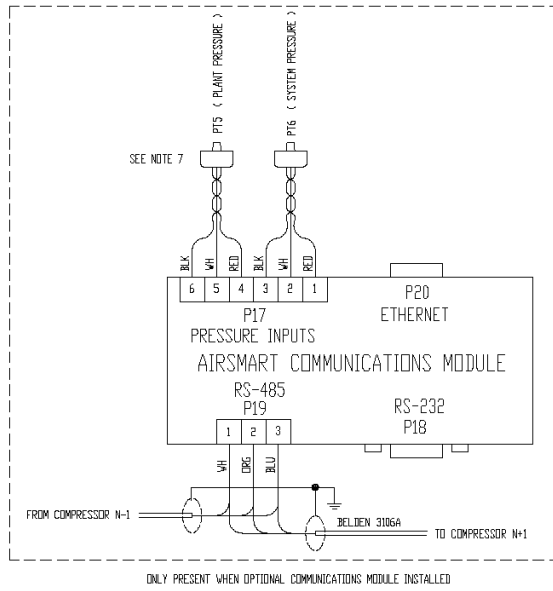 PT5 ( PLANT PRESSURE )
PT6 ( SYSTEM PRESSURE )
SEE NOTE 7
BLK WH RED BLK WH RED
6 5 4 3 2 1
P17
PRESSURE INPUTS
P20
ETHERNET
AIRSMART COMMUNICATIONS MODULE
RS-485
P19
RS-232
P18
1 2 3
WH ORG BLU
FROM COMPRESSOR N-1
BELDEN 3106A
TO COMPRESSOR N+1
ONLY PRESENT WHEN OPTIONAL COMMUNICATIONS MODULE INSTALLED